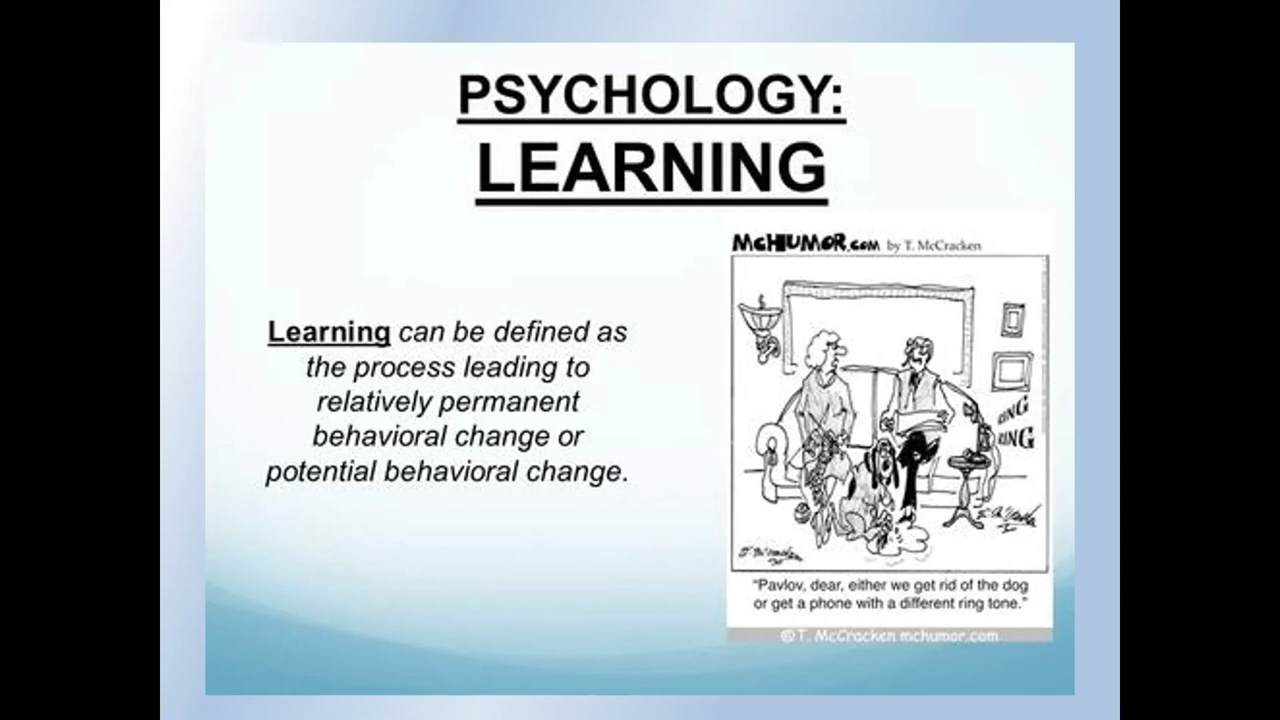 PSYCHOLOGY:
LEARNING
Learning can be defined as
the process leading to
relatively permanent
behavioral change or
potential behavioral change.
McHUMOR.com by T. McCracken
RING
RING
"Pavlov, dear, either we get rid of the dog
or get a phone with a different ring tone."
©T. McCracken mchumor.com